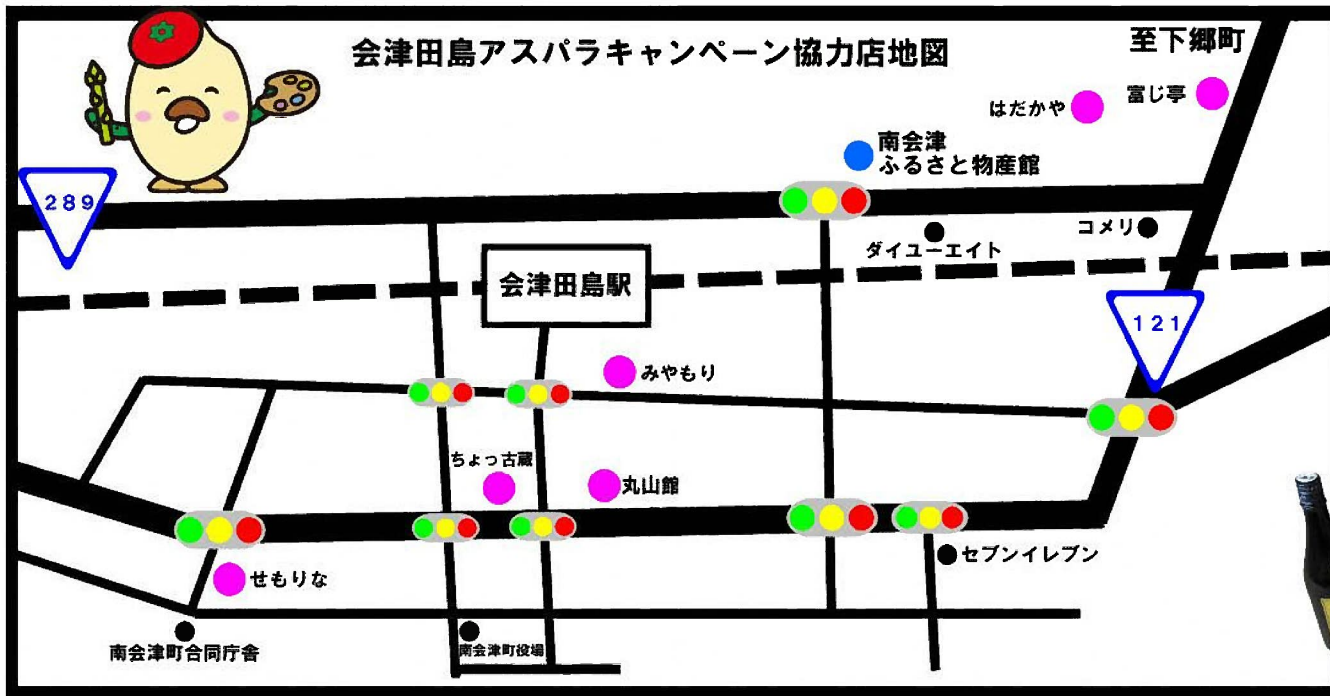 会津田島アスパラキャンペーン協力店地図
至下郷町
はだかや
富じ亭
南会津
ふるさと物産館
289
コメリ
ダイユーエイト
会津田島駅
121
みやもり
ちょっ古蔵
丸山館
セブンイレブン
せもりな
南会津町合同庁舎
南会津町役場